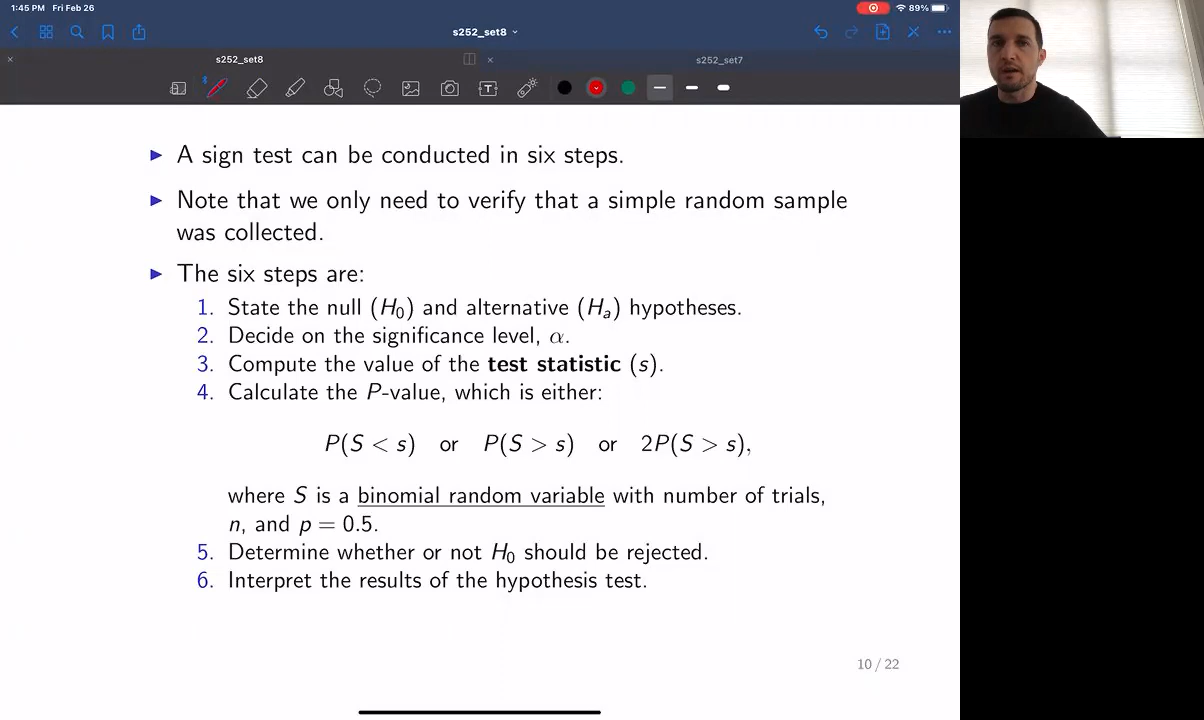 1:45 PM Fri Feb 26
89%
s252_set8
s252_set8
s252_set7
T
A sign test can be conducted in six steps.
Note that we only need to verify that a simple random sample
was collected.
The six steps are:
1. State the null (H₀) and alternative (Hₐ) hypotheses.
2. Decide on the significance level, α.
3. Compute the value of the test statistic (s).
4. Calculate the P-value, which is either:
P(S < s) or P(S > s) or 2P(S > s),
where S is a binomial random variable with number of trials,
n, and p = 0.5.
5. Determine whether or not H₀ should be rejected.
6. Interpret the results of the hypothesis test.
10 / 22